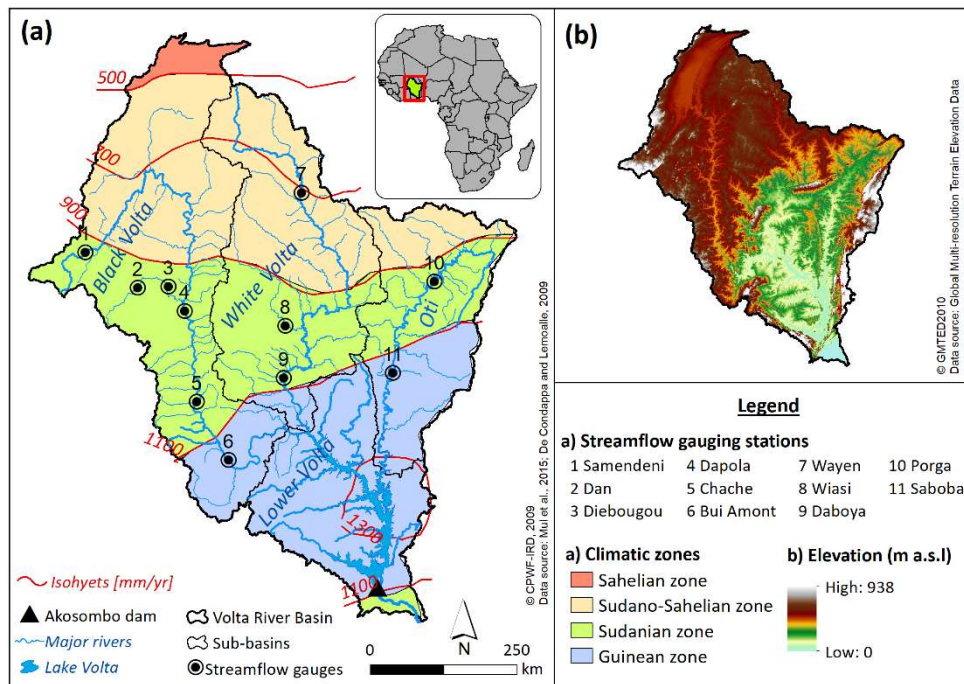 (a)
500
700
900
1100
1300
1100
Black Volta
White Volta
Oti
Lower Volta
1
2
3
4
5
6
7
8
9
10
11
Isohyets [mm/yr]
Akosombo dam
Major rivers
Lake Volta
Volta River Basin
Sub-basins
Streamflow gauges
N
0 250
km
© CPWF-IRD, 2009
Data source: Mul et al., 2015; De Condappa and Lemoalle, 2009
(b)
© GMTED2010
Data source: Global Multi-resolution Terrain Elevation Data
Legend
a) Streamflow gauging stations
1 Samendeni 4 Dapola 7 Wayen 10 Porga
2 Dan 5 Chache 8 Wiasi 11 Saboba
3 Diebougou 6 Bui Amont 9 Daboya
a) Climatic zones
Sahelian zone
Sudano-Sahelian zone
Sudanian zone
Guinean zone
b) Elevation (m a.s.l)
High: 938
Low: 0